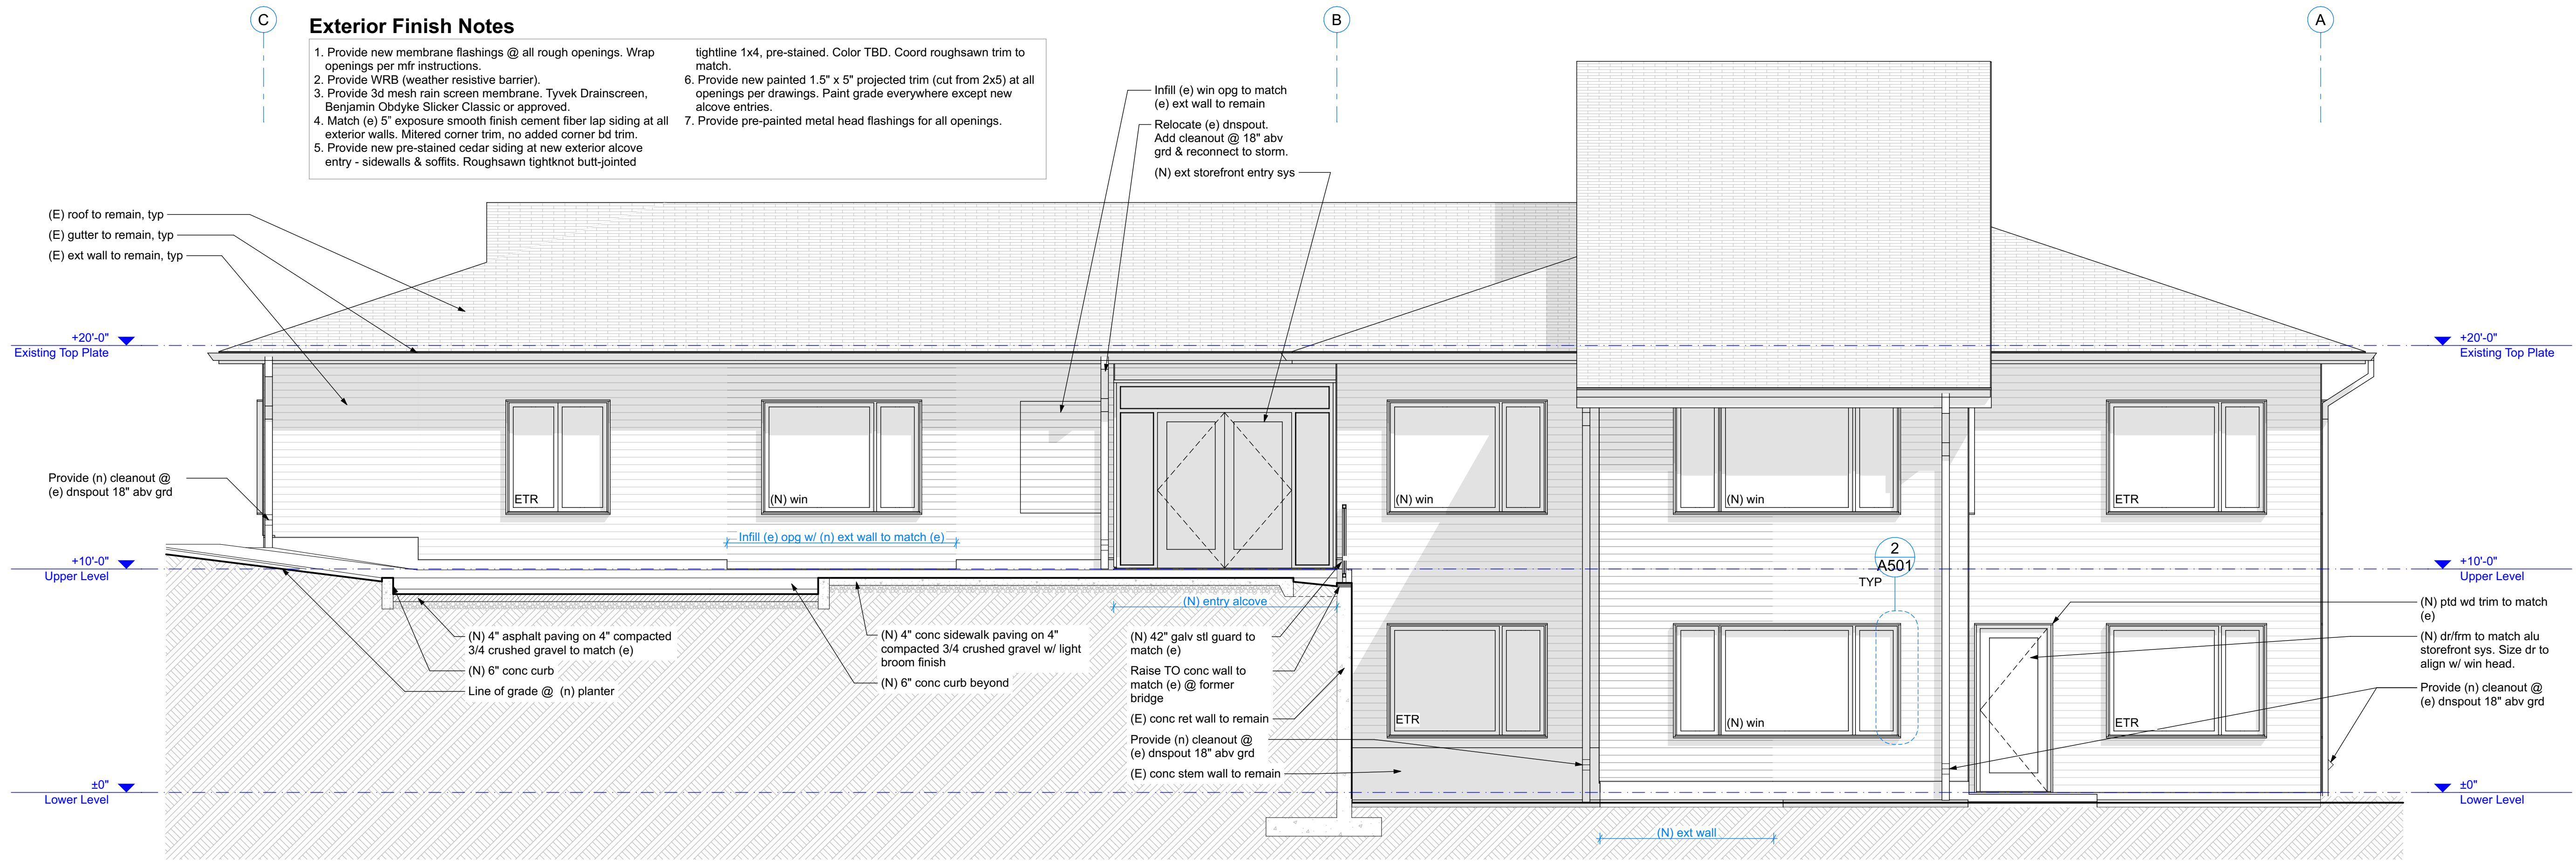 C
B
A
Exterior Finish Notes
1. Provide new membrane flashings @ all rough openings. Wrap
openings per mfr instructions.
2. Provide WRB (weather resistive barrier).
3. Provide 3d mesh rain screen membrane. Tyvek Drainscreen,
Benjamin Obdyke Slicker Classic or approved.
4. Match (e) 5" exposure smooth finish cement fiber lap siding at all
exterior walls. Mitered corner trim, no added corner bd trim.
5. Provide new pre-stained cedar siding at new exterior alcove
entry - sidewalls & soffits. Roughsawn tightknot butt-jointed
tightline 1x4, pre-stained. Color TBD. Coord roughsawn trim to
match.
6. Provide new painted 1.5" x 5" projected trim (cut from 2x5) at all
openings per drawings. Paint grade everywhere except new
alcove entries.
7. Provide pre-painted metal head flashings for all openings.
Infill (e) win opg to match
(e) ext wall to remain
Relocate (e) dnspout.
Add cleanout @ 18" abv
grd & reconnect to storm.
(N) ext storefront entry sys
(E) roof to remain, typ
(E) gutter to remain, typ
(E) ext wall to remain, typ
+20'-0"
Existing Top Plate
+20'-0"
Existing Top Plate
Provide (n) cleanout @
(e) dnspout 18" abv grd
ETR
(N) win
(N) win
(N) win
ETR
Infill (e) opg w/ (n) ext wall to match (e)
2
A501
TYP
+10'-0"
Upper Level
+10'-0"
Upper Level
(N) entry alcove
(N) 4" asphalt paving on 4" compacted
3/4 crushed gravel to match (e)
(N) 6" conc curb
Line of grade @ (n) planter
(N) 4" conc sidewalk paving on 4"
compacted 3/4 crushed gravel w/ light
broom finish
(N) 6" conc curb beyond
(N) 42" galv stl guard to
match (e)
Raise TO conc wall to
match (e) @ former
bridge
(E) conc ret wall to remain
Provide (n) cleanout @
(e) dnspout 18" abv grd
(E) conc stem wall to remain
ETR
(N) win
ETR
(N) ptd wd trim to match
(e)
(N) dr/frm to match alu
storefront sys. Size dr to
align w/ win head.
Provide (n) cleanout @
(e) dnspout 18" abv grd
±0"
Lower Level
±0"
Lower Level
(N) ext wall